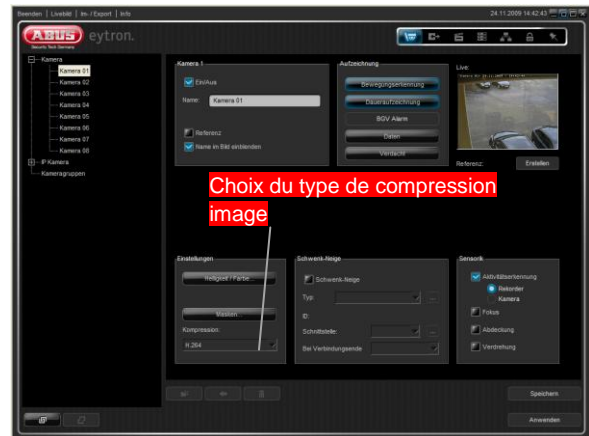 Beenden | Livebild | Im- / Export | Info
24.11.2009 14:42:43
ABUS
Security Tech Germany
eytron.
Kamera
Kamera 01
Kamera 02
Kamera 03
Kamera 04
Kamera 05
Kamera 06
Kamera 07
Kamera 08
IP Kamera
Kameragruppen
Kamera 1
Ein/Aus
Name: Kamera 01
Referenz
Name im Bild einblenden
Aufzeichnung
Bewegungserkennung
Daueraufzeichnung
BGV Alarm
Daten
Verdacht
Live:
Referenz: Erstellen
Choix du type de compression
image
Einstellungen
Helligkeit / Farbe...
Masken...
Kompression:
H.264
Schwenk-Neige
Schwenk-Neige
Typ: ...
ID:
Schnittstelle: ...
Bei Verbindungsende
Sensorik
Aktivitätserkennung
Rekorder
Kamera
Fokus
Abdeckung
Verdrehung
Speichern
Anwenden